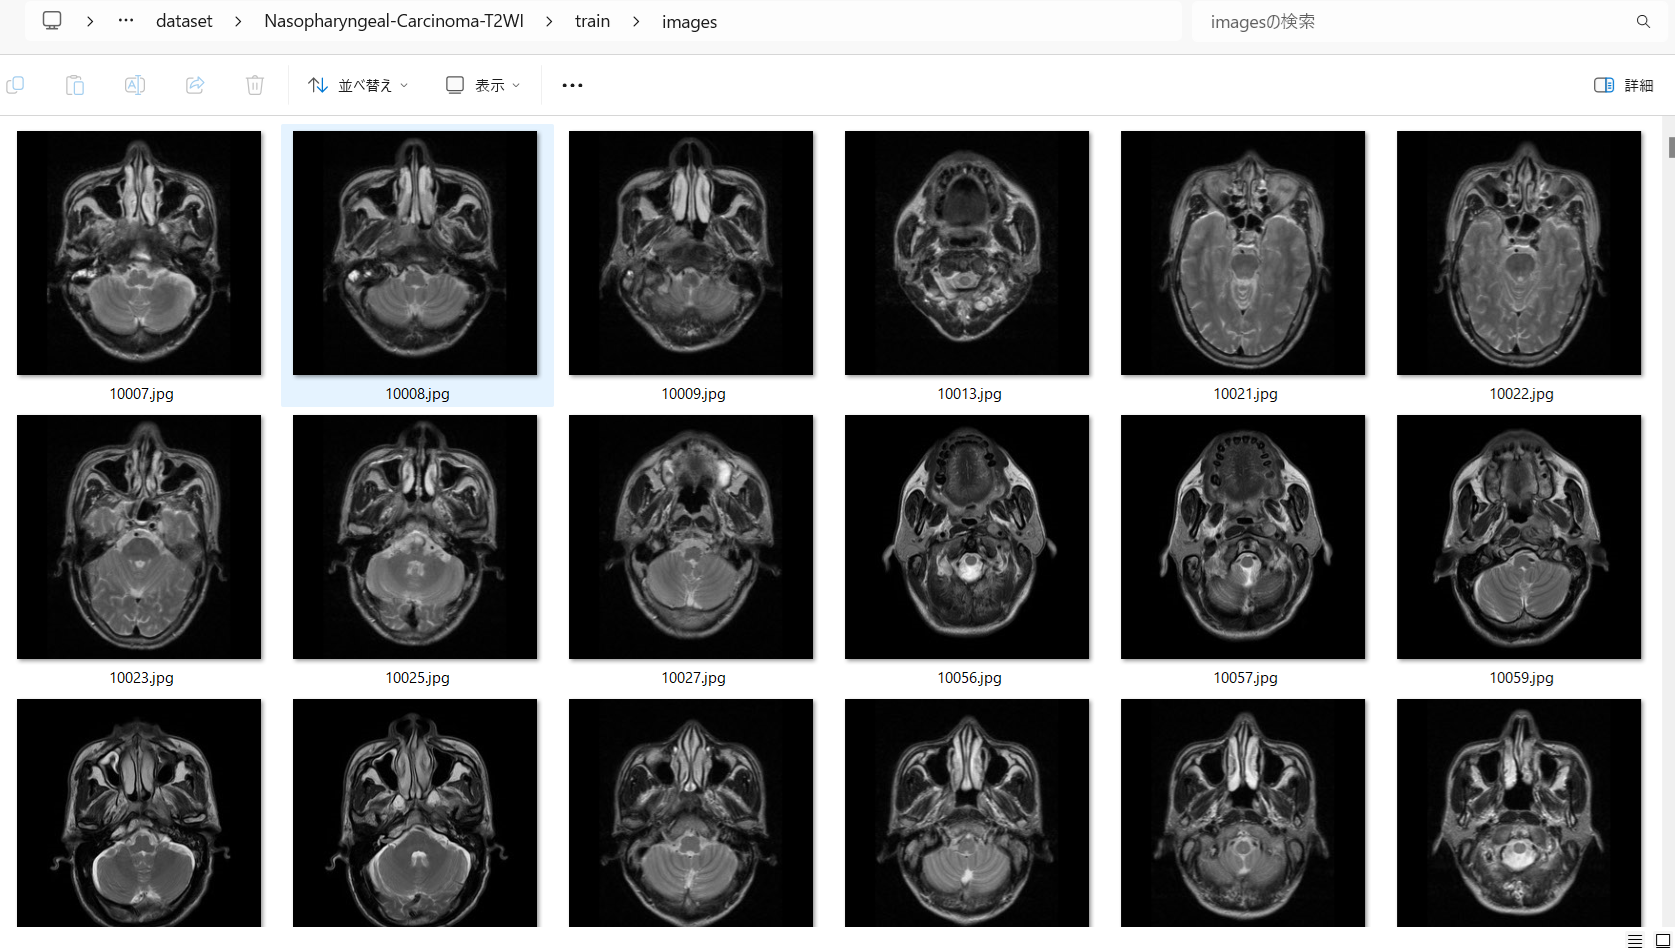 dataset > Nasopharyngeal-Carcinoma-T2WI > train > images
imagesの検索
並べ替え
表示
詳細
10007.jpg
10008.jpg
10009.jpg
10013.jpg
10021.jpg
10022.jpg
10023.jpg
10025.jpg
10027.jpg
10056.jpg
10057.jpg
10059.jpg